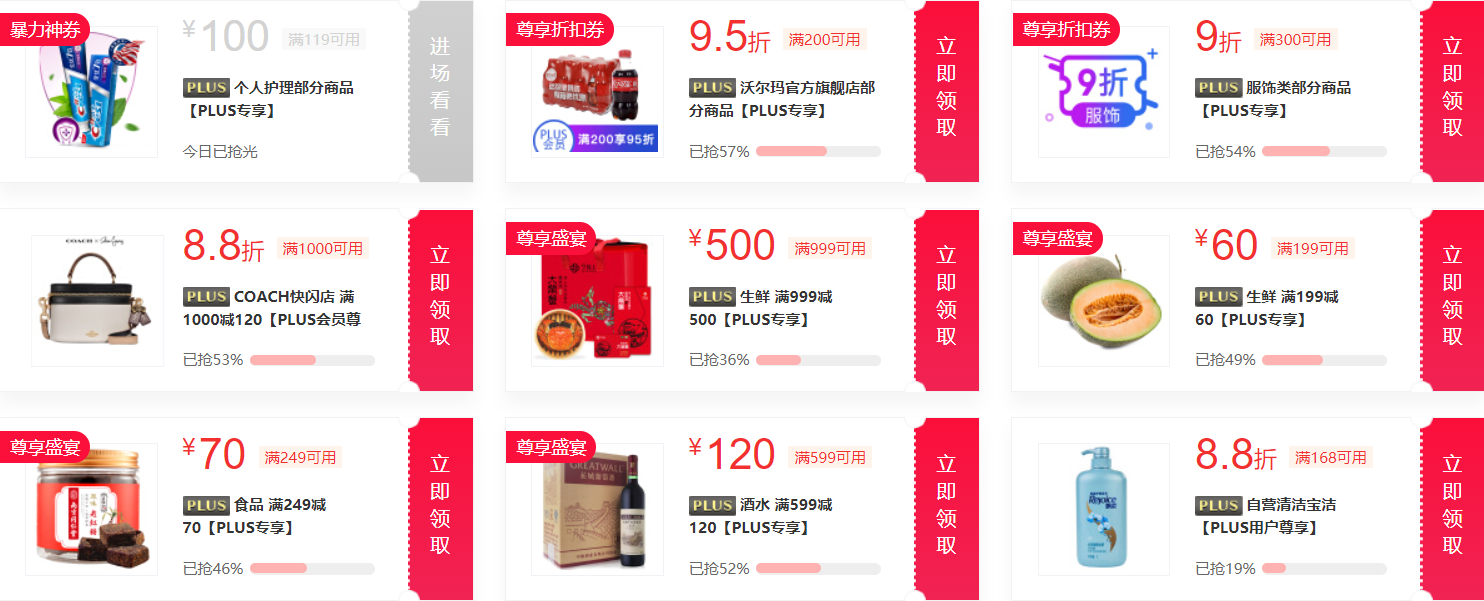 暴力神券
¥100 满119可用
PLUS 个人护理部分商品
【PLUS专享】
今日已抢光
进场看看
尊享折扣券
9.5折 满200可用
PLUS 沃尔玛官方旗舰店部
分商品【PLUS专享】
已抢57%
PLUS
会员
满200享95折
立即领取
尊享折扣券
9折
服饰
9折 满300可用
PLUS 服饰类部分商品
【PLUS专享】
已抢54%
立即领取
COACH
8.8折 满1000可用
PLUS COACH快闪店 满
1000减120【PLUS会员尊
已抢53%
立即领取
尊享盛宴
¥500 满999可用
PLUS 生鲜 满999减
500【PLUS专享】
已抢36%
立即领取
尊享盛宴
¥60 满199可用
PLUS 生鲜 满199减
60【PLUS专享】
已抢49%
立即领取
尊享盛宴
¥70 满249可用
PLUS 食品 满249减
70【PLUS专享】
已抢46%
立即领取
尊享盛宴
GREATWALL
¥120 满599可用
PLUS 酒水 满599减
120【PLUS专享】
已抢52%
立即领取
Rejoice
8.8折 满168可用
PLUS 自营清洁宝洁
【PLUS用户尊享】
已抢19%
立即领取